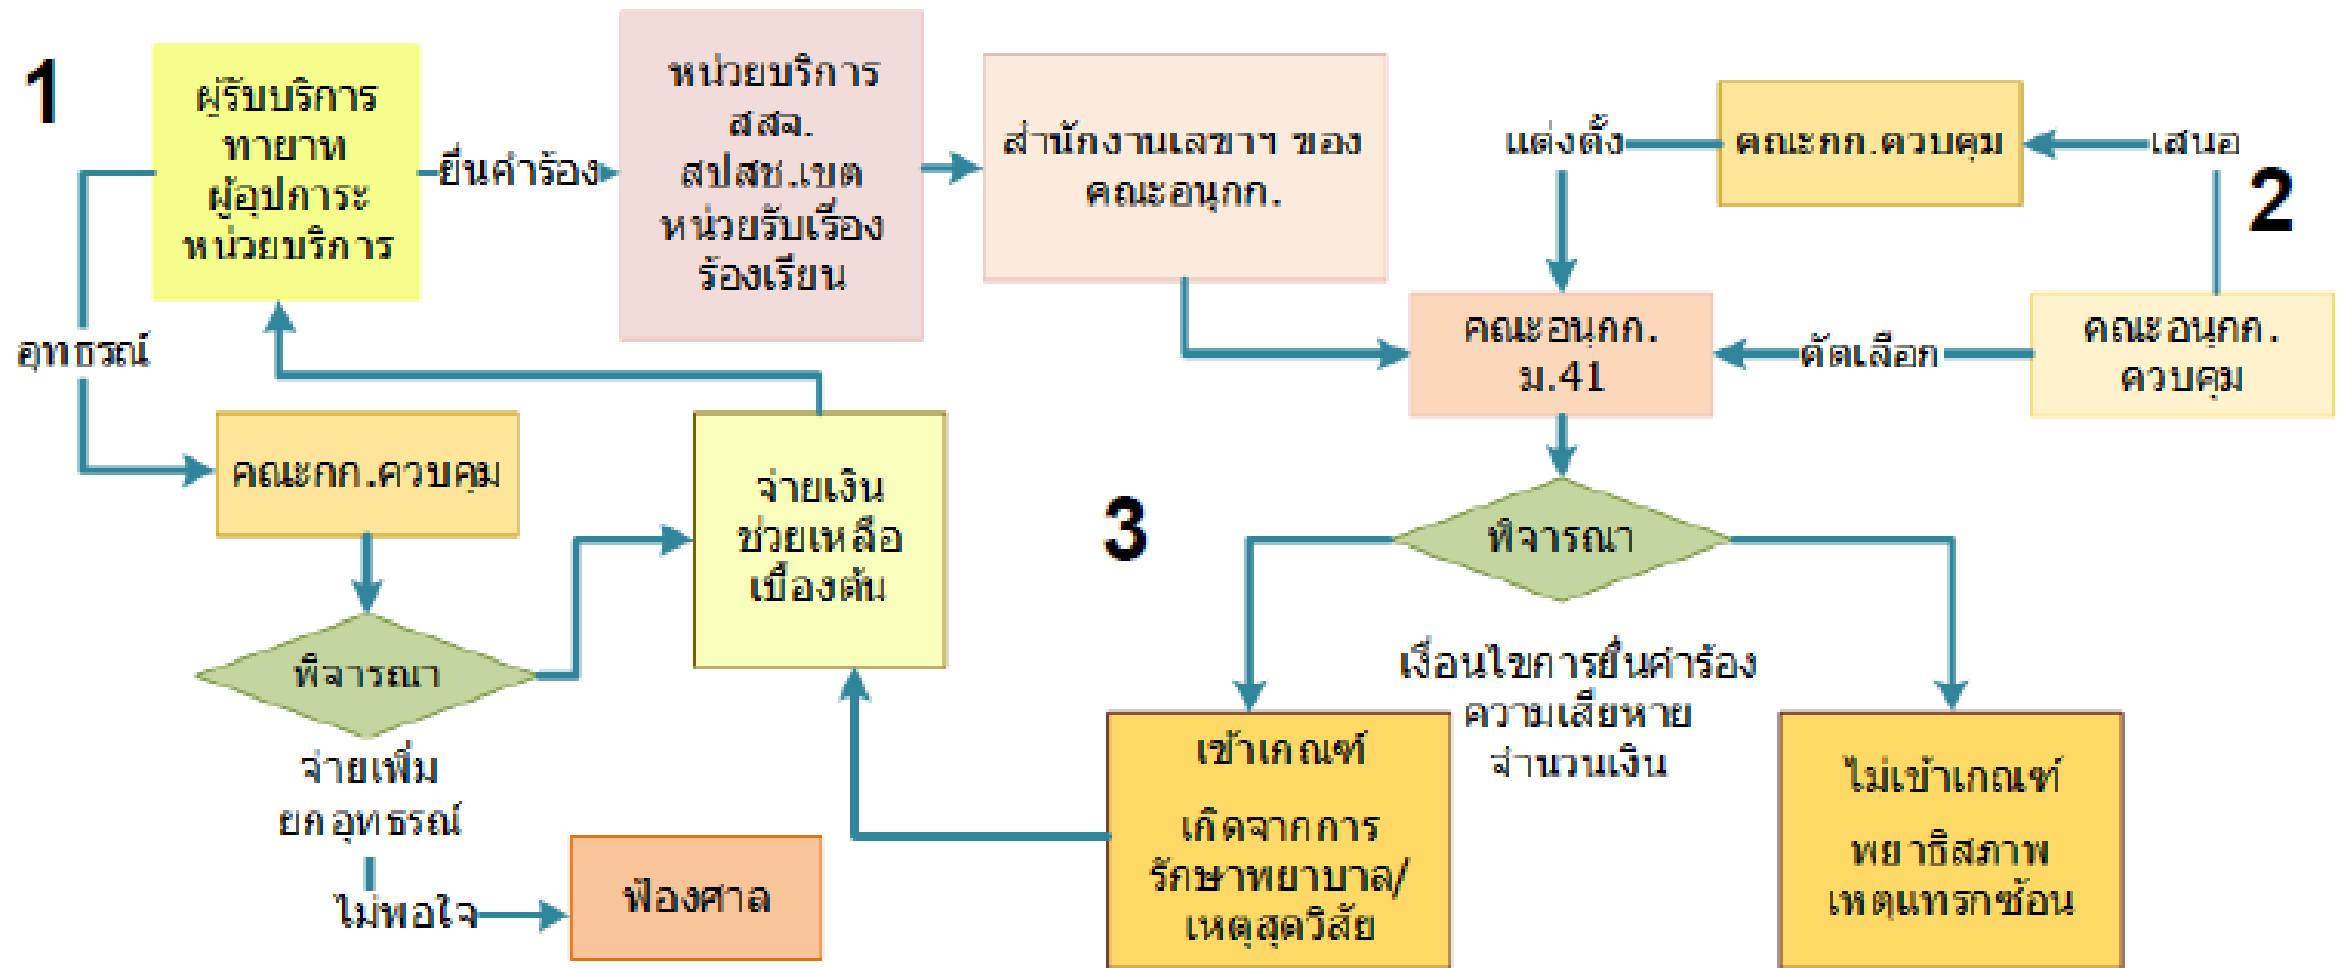 1
ผู้รับบริการ
ทายาท
ผู้อุปการะ
หน่วยบริการ
ยื่นคำร้อง
หน่วยบริการ
สสจ.
สปสช.เขต
หน่วยรับเรื่อง
ร้องเรียน
สำนักงานเลขาฯ ของ
คณะอนุกก.
แต่งตั้ง
คณะกก.ควบคุม
เสนอ
2
คณะอนุกก.
ม.41
คัดเลือก
คณะอนุกก.
ควบคุม
อุทธรณ์
คณะกก.ควบคุม
พิจารณา
จ่ายเพิ่ม
ยกอุทธรณ์
ไม่พอใจ
ฟ้องศาล
จ่ายเงิน
ช่วยเหลือ
เบื้องต้น
3
พิจารณา
เงื่อนไขการยื่นคำร้อง
ความเสียหาย
จำนวนเงิน
เข้าเกณฑ์
เกิดจากการ
รักษาพยาบาล/
เหตุสุดวิสัย
ไม่เข้าเกณฑ์
พยาธิสภาพ
เหตุแทรกซ้อน